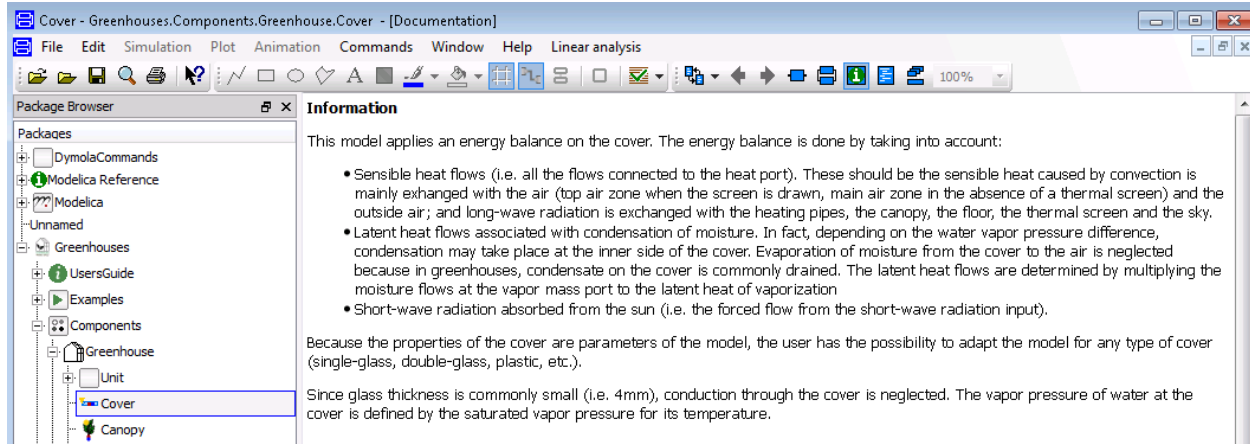 Cover - Greenhouses.Components.Greenhouse.Cover - [Documentation]
File Edit Simulation Plot Animation Commands Window Help Linear analysis
100%
Package Browser
Packages
DymolaCommands
Modelica Reference
Modelica
Unnamed
Greenhouses
UsersGuide
Examples
Components
Greenhouse
Unit
Cover
Canopy
Information
This model applies an energy balance on the cover. The energy balance is done by taking into account:
• Sensible heat flows (i.e. all the flows connected to the heat port). These should be the sensible heat caused by convection is
mainly exhanged with the air (top air zone when the screen is drawn, main air zone in the absence of a thermal screen) and the
outside air; and long-wave radiation is exchanged with the heating pipes, the canopy, the floor, the thermal screen and the sky.
• Latent heat flows associated with condensation of moisture. In fact, depending on the water vapor pressure difference,
condensation may take place at the inner side of the cover. Evaporation of moisture from the cover to the air is neglected
because in greenhouses, condensate on the cover is commonly drained. The latent heat flows are determined by multiplying the
moisture flows at the vapor mass port to the latent heat of vaporization
• Short-wave radiation absorbed from the sun (i.e. the forced flow from the short-wave radiation input).
Because the properties of the cover are parameters of the model, the user has the possibility to adapt the model for any type of cover
(single-glass, double-glass, plastic, etc.).
Since glass thickness is commonly small (i.e. 4mm), conduction through the cover is neglected. The vapor pressure of water at the
cover is defined by the saturated vapor pressure for its temperature.